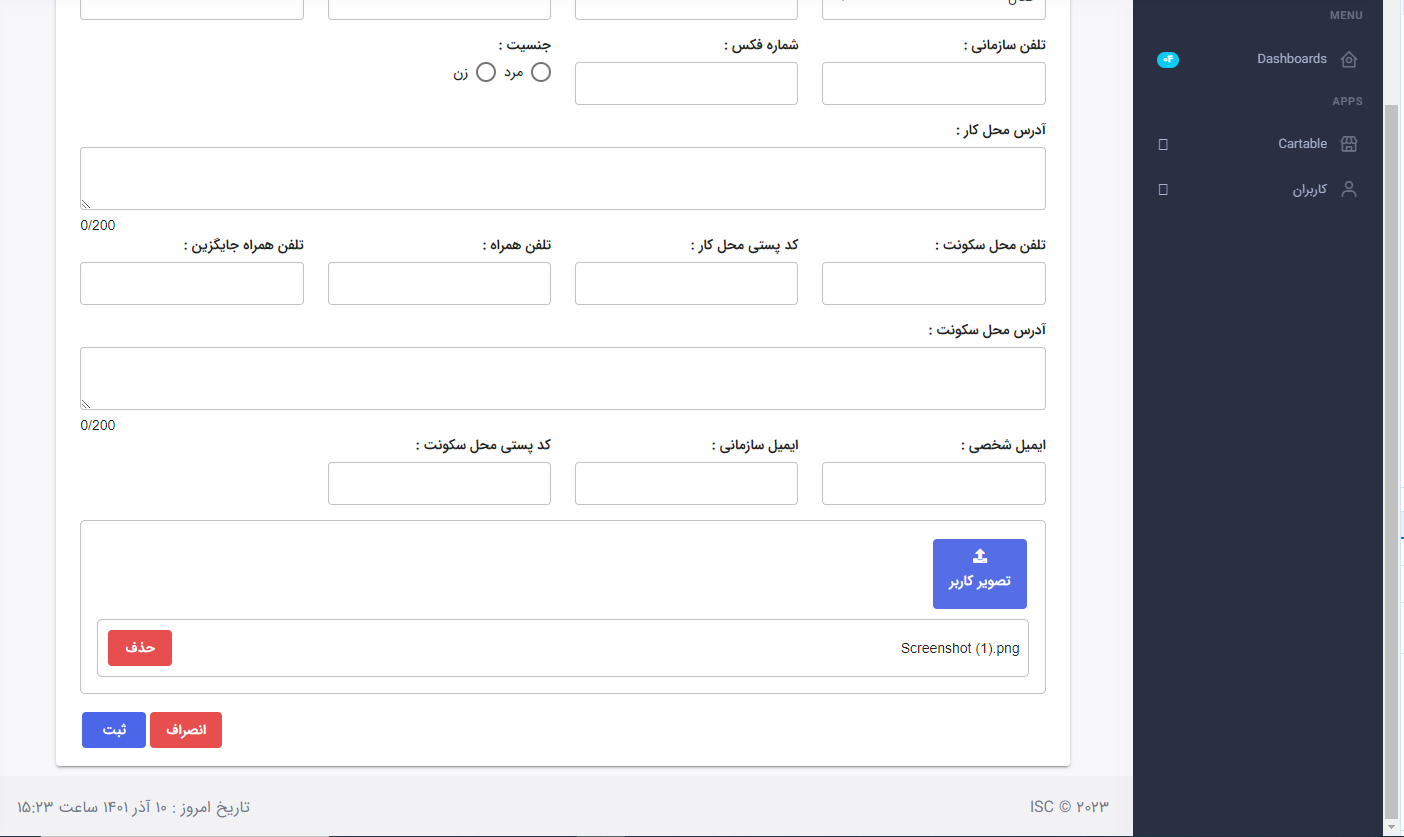 MENU
Dashboards
۰۴
APPS
Cartable
کاربران
تلفن سازمانی :
شماره فکس :
جنسیت :
مرد
زن
آدرس محل کار :
0/200
تلفن محل سکونت :
کد پستی محل کار :
تلفن همراه :
تلفن همراه جایگزین :
آدرس محل سکونت :
0/200
ایمیل شخصی :
ایمیل سازمانی :
کد پستی محل سکونت :
تصویر کاربر
Screenshot (1).png
حذف
انصراف
ثبت
۲۰۲۳ © ISC
تاریخ امروز : ۱۰ آذر ۱۴۰۱ ساعت ۱۵:۲۳